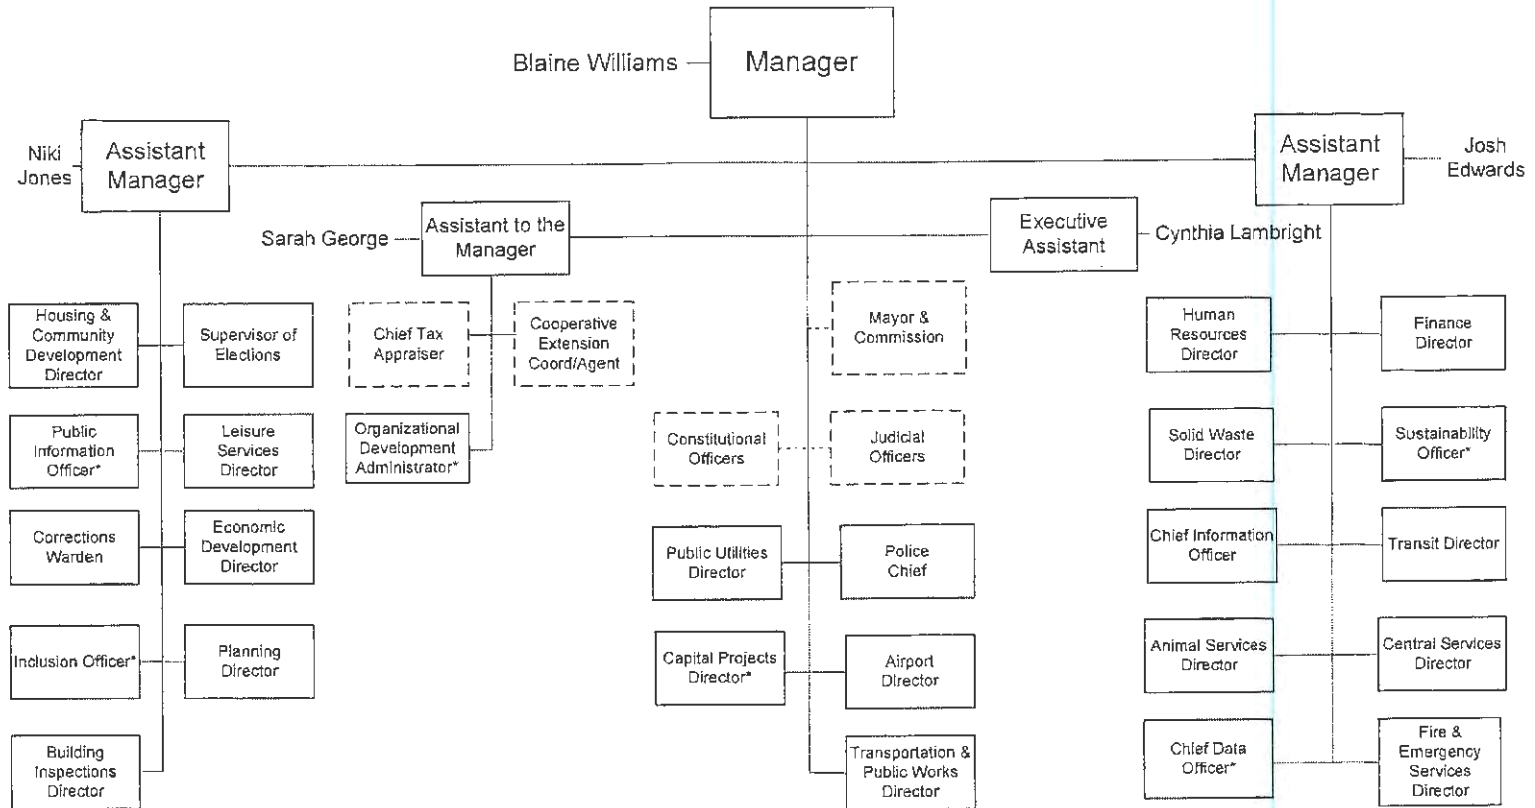 Blaine Williams
Manager
Niki
Jones
Assistant
Manager
Assistant
Manager
Josh
Edwards
Sarah George
Assistant to the
Manager
Executive
Assistant
Cynthia Lambright
Housing &
Community
Development
Director
Supervisor of
Elections
Chief Tax
Appraiser
Cooperative
Extension
Coord/Agent
Mayor &
Commission
Human
Resources
Director
Finance
Director
Public
Information
Officer*
Leisure
Services
Director
Organizational
Development
Administrator*
Constitutional
Officers
Judicial
Officers
Solid Waste
Director
Sustainability
Officer*
Corrections
Warden
Economic
Development
Director
Public Utilities
Director
Police
Chief
Chief Information
Officer
Transit Director
Inclusion Officer*
Planning
Director
Capital Projects
Director*
Airport
Director
Animal Services
Director
Central Services
Director
Building
Inspections
Director
Transportation &
Public Works
Director
Chief Data
Officer*
Fire &
Emergency
Services
Director